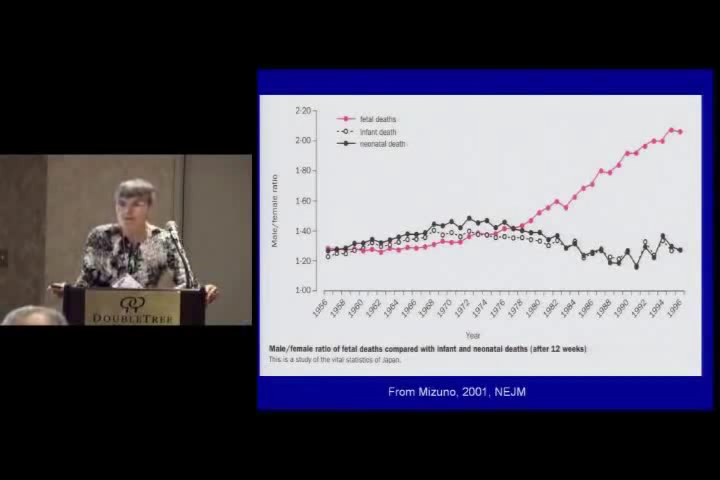 2·20
fetal deaths
infant death
neonatal death
2·00
1·80
1·60
1·40
1·20
1·00
Male/female ratio
1956 1958 1960 1962 1964 1966 1968 1970 1972 1974 1976 1978 1980 1982 1984 1986 1988 1990 1992 1994 1996
Year
Male/female ratio of fetal deaths compared with infant and neonatal deaths (after 12 weeks)
This is a study of the vital statistics of Japan.
From Mizuno, 2001, NEJM
DOUBLETREE